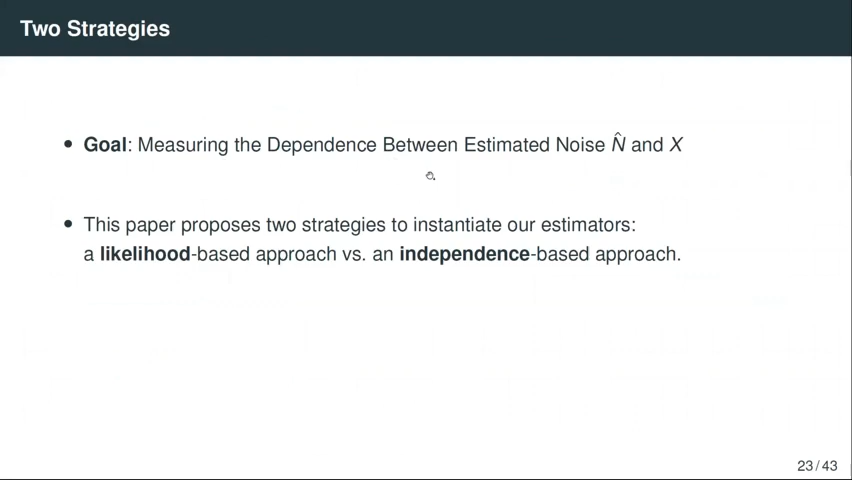 Two Strategies
• Goal: Measuring the Dependence Between Estimated Noise N̂ and X
• This paper proposes two strategies to instantiate our estimators:
a likelihood-based approach vs. an independence-based approach.
23 / 43